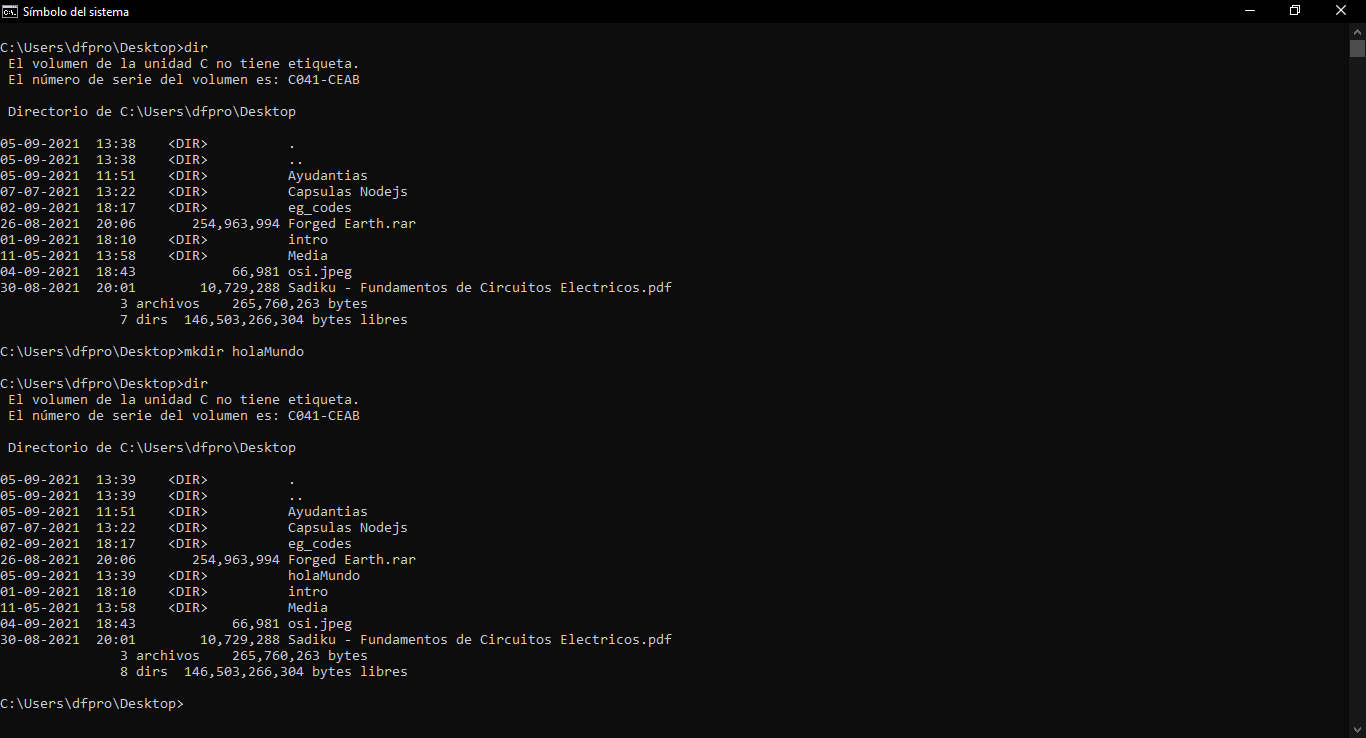 Símbolo del sistema
C:\Users\dfpro\Desktop>dir
 El volumen de la unidad C no tiene etiqueta.
 El número de serie del volumen es: C041-CEAB

 Directorio de C:\Users\dfpro\Desktop

05-09-2021  13:38    <DIR>          .
05-09-2021  13:38    <DIR>          ..
05-09-2021  11:51    <DIR>          Ayudantias
07-07-2021  13:22    <DIR>          Capsulas Nodejs
02-09-2021  18:17    <DIR>          eg_codes
26-08-2021  20:06       254,963,994 Forged Earth.rar
01-09-2021  18:10    <DIR>          intro
11-05-2021  13:58    <DIR>          Media
04-09-2021  18:43            66,981 osi.jpeg
30-08-2021  20:01        10,729,288 Sadiku - Fundamentos de Circuitos Electricos.pdf
               3 archivos    265,760,263 bytes
               7 dirs  146,503,266,304 bytes libres

C:\Users\dfpro\Desktop>mkdir holaMundo

C:\Users\dfpro\Desktop>dir
 El volumen de la unidad C no tiene etiqueta.
 El número de serie del volumen es: C041-CEAB

 Directorio de C:\Users\dfpro\Desktop

05-09-2021  13:39    <DIR>          .
05-09-2021  13:39    <DIR>          ..
05-09-2021  11:51    <DIR>          Ayudantias
07-07-2021  13:22    <DIR>          Capsulas Nodejs
02-09-2021  18:17    <DIR>          eg_codes
26-08-2021  20:06       254,963,994 Forged Earth.rar
05-09-2021  13:39    <DIR>          holaMundo
01-09-2021  18:10    <DIR>          intro
11-05-2021  13:58    <DIR>          Media
04-09-2021  18:43            66,981 osi.jpeg
30-08-2021  20:01        10,729,288 Sadiku - Fundamentos de Circuitos Electricos.pdf
               3 archivos    265,760,263 bytes
               8 dirs  146,503,266,304 bytes libres

C:\Users\dfpro\Desktop>